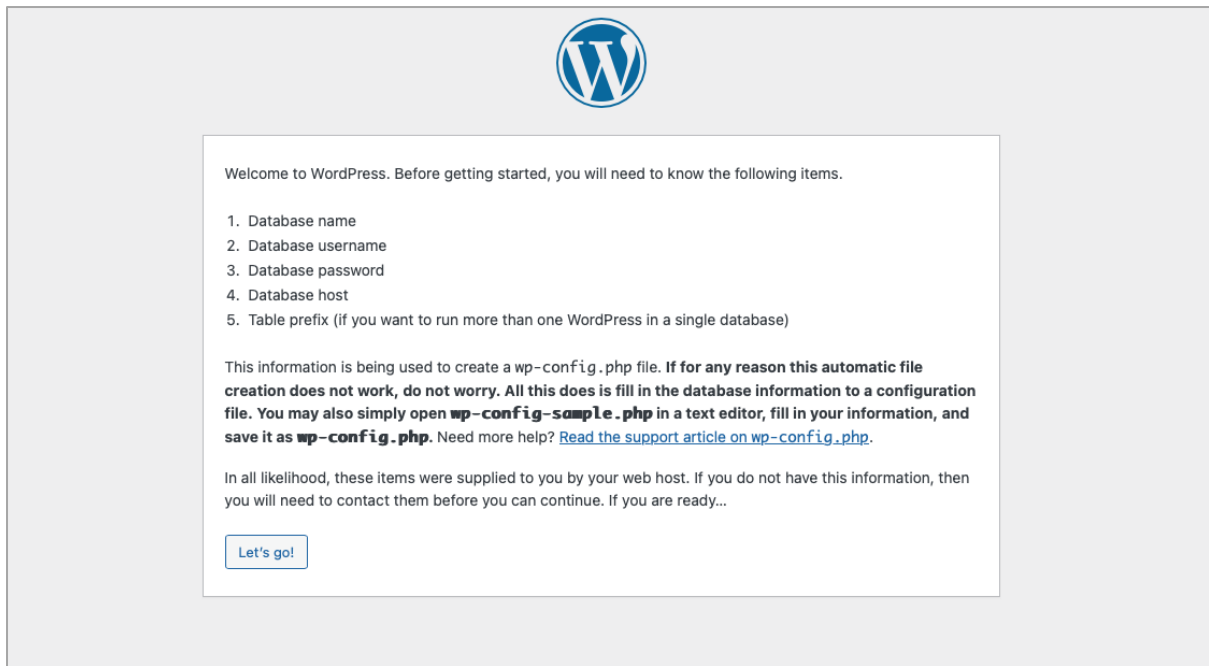 Welcome to WordPress. Before getting started, you will need to know the following items.
1. Database name
2. Database username
3. Database password
4. Database host
5. Table prefix (if you want to run more than one WordPress in a single database)
This information is being used to create a wp-config.php file. If for any reason this automatic file
creation does not work, do not worry. All this does is fill in the database information to a configuration
file. You may also simply open wp-config-sample.php in a text editor, fill in your information, and
save it as wp-config.php. Need more help? Read the support article on wp-config.php.
In all likelihood, these items were supplied to you by your web host. If you do not have this information, then
you will need to contact them before you can continue. If you are ready…
Let's go!